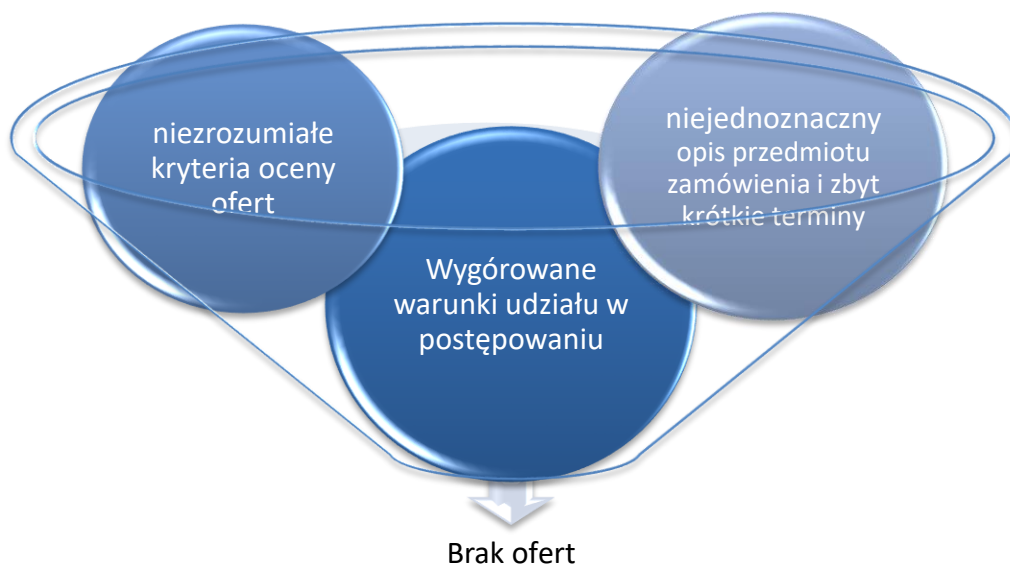 niezrozumiałe
kryteria oceny
ofert
niejednoznaczny
opis przedmiotu
zamówienia i zbyt
krótkie terminy
Wygórowane
warunki udziału w
postępowaniu
Brak ofert